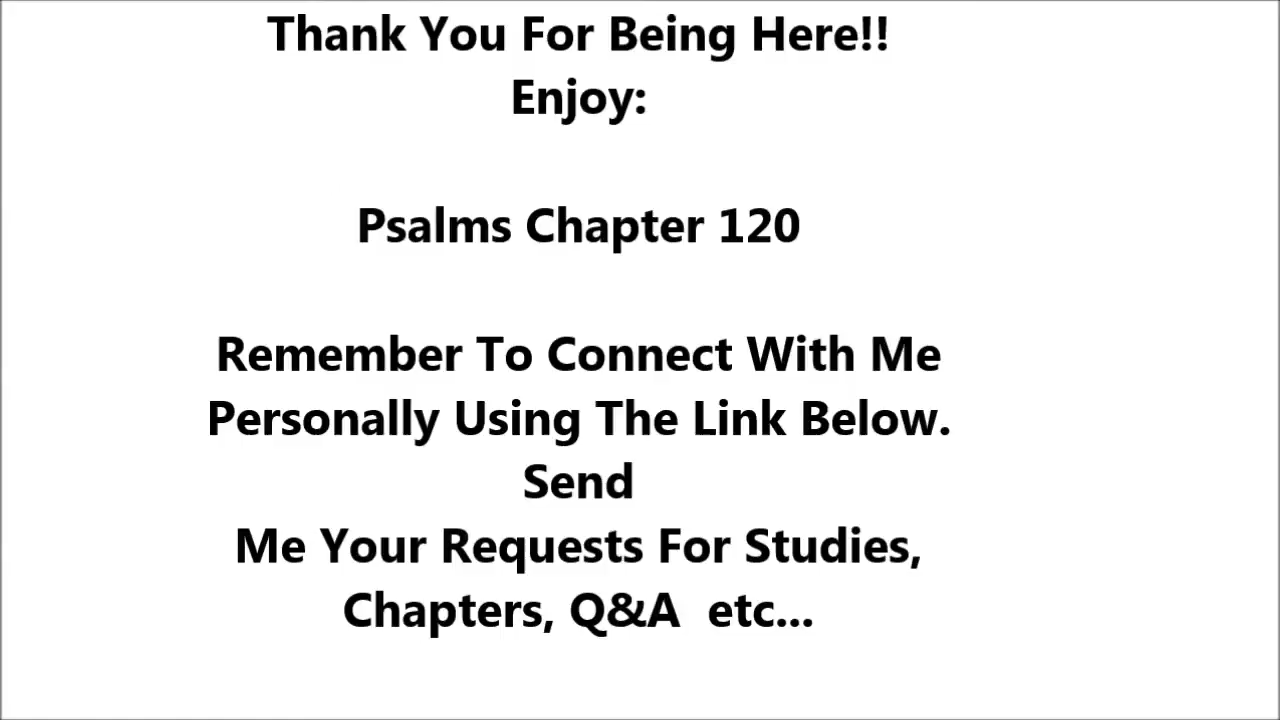 Thank You For Being Here!!
Enjoy:
Psalms Chapter 120
Remember To Connect With Me
Personally Using The Link Below.
Send
Me Your Requests For Studies,
Chapters, Q&A  etc...